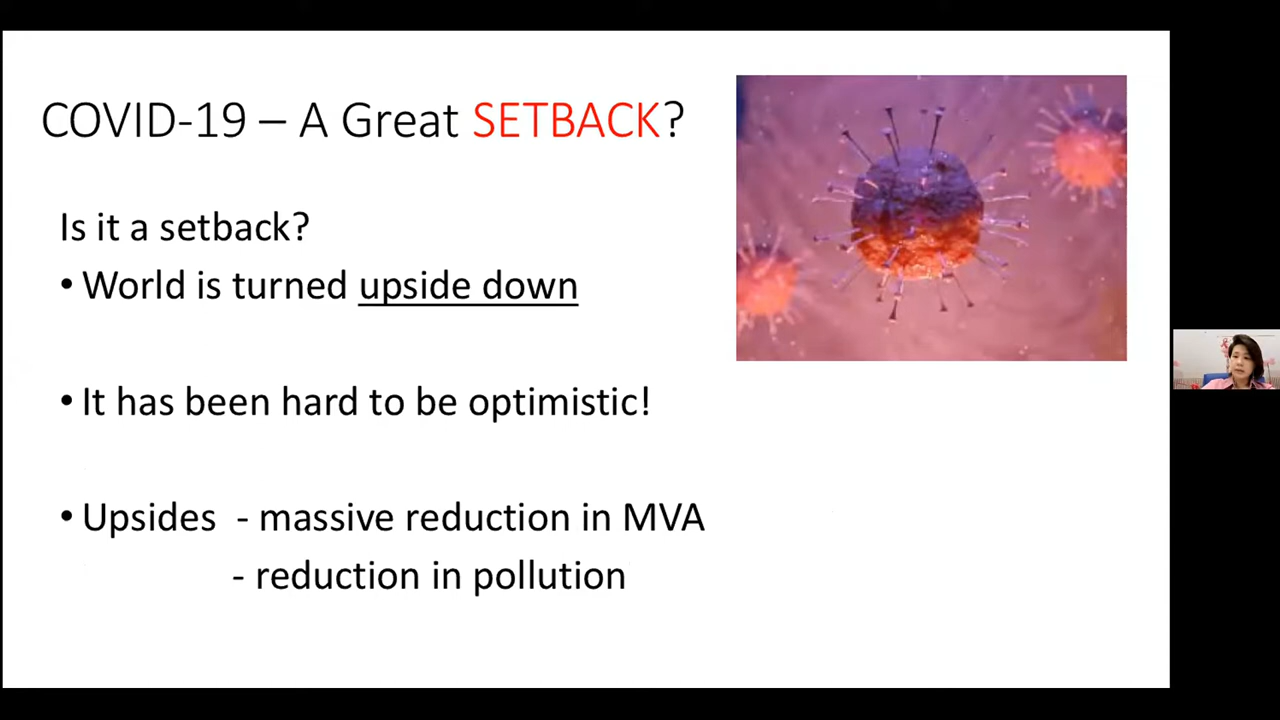 COVID-19 – A Great SETBACK?
Is it a setback?
• World is turned upside down
• It has been hard to be optimistic!
• Upsides - massive reduction in MVA
- reduction in pollution